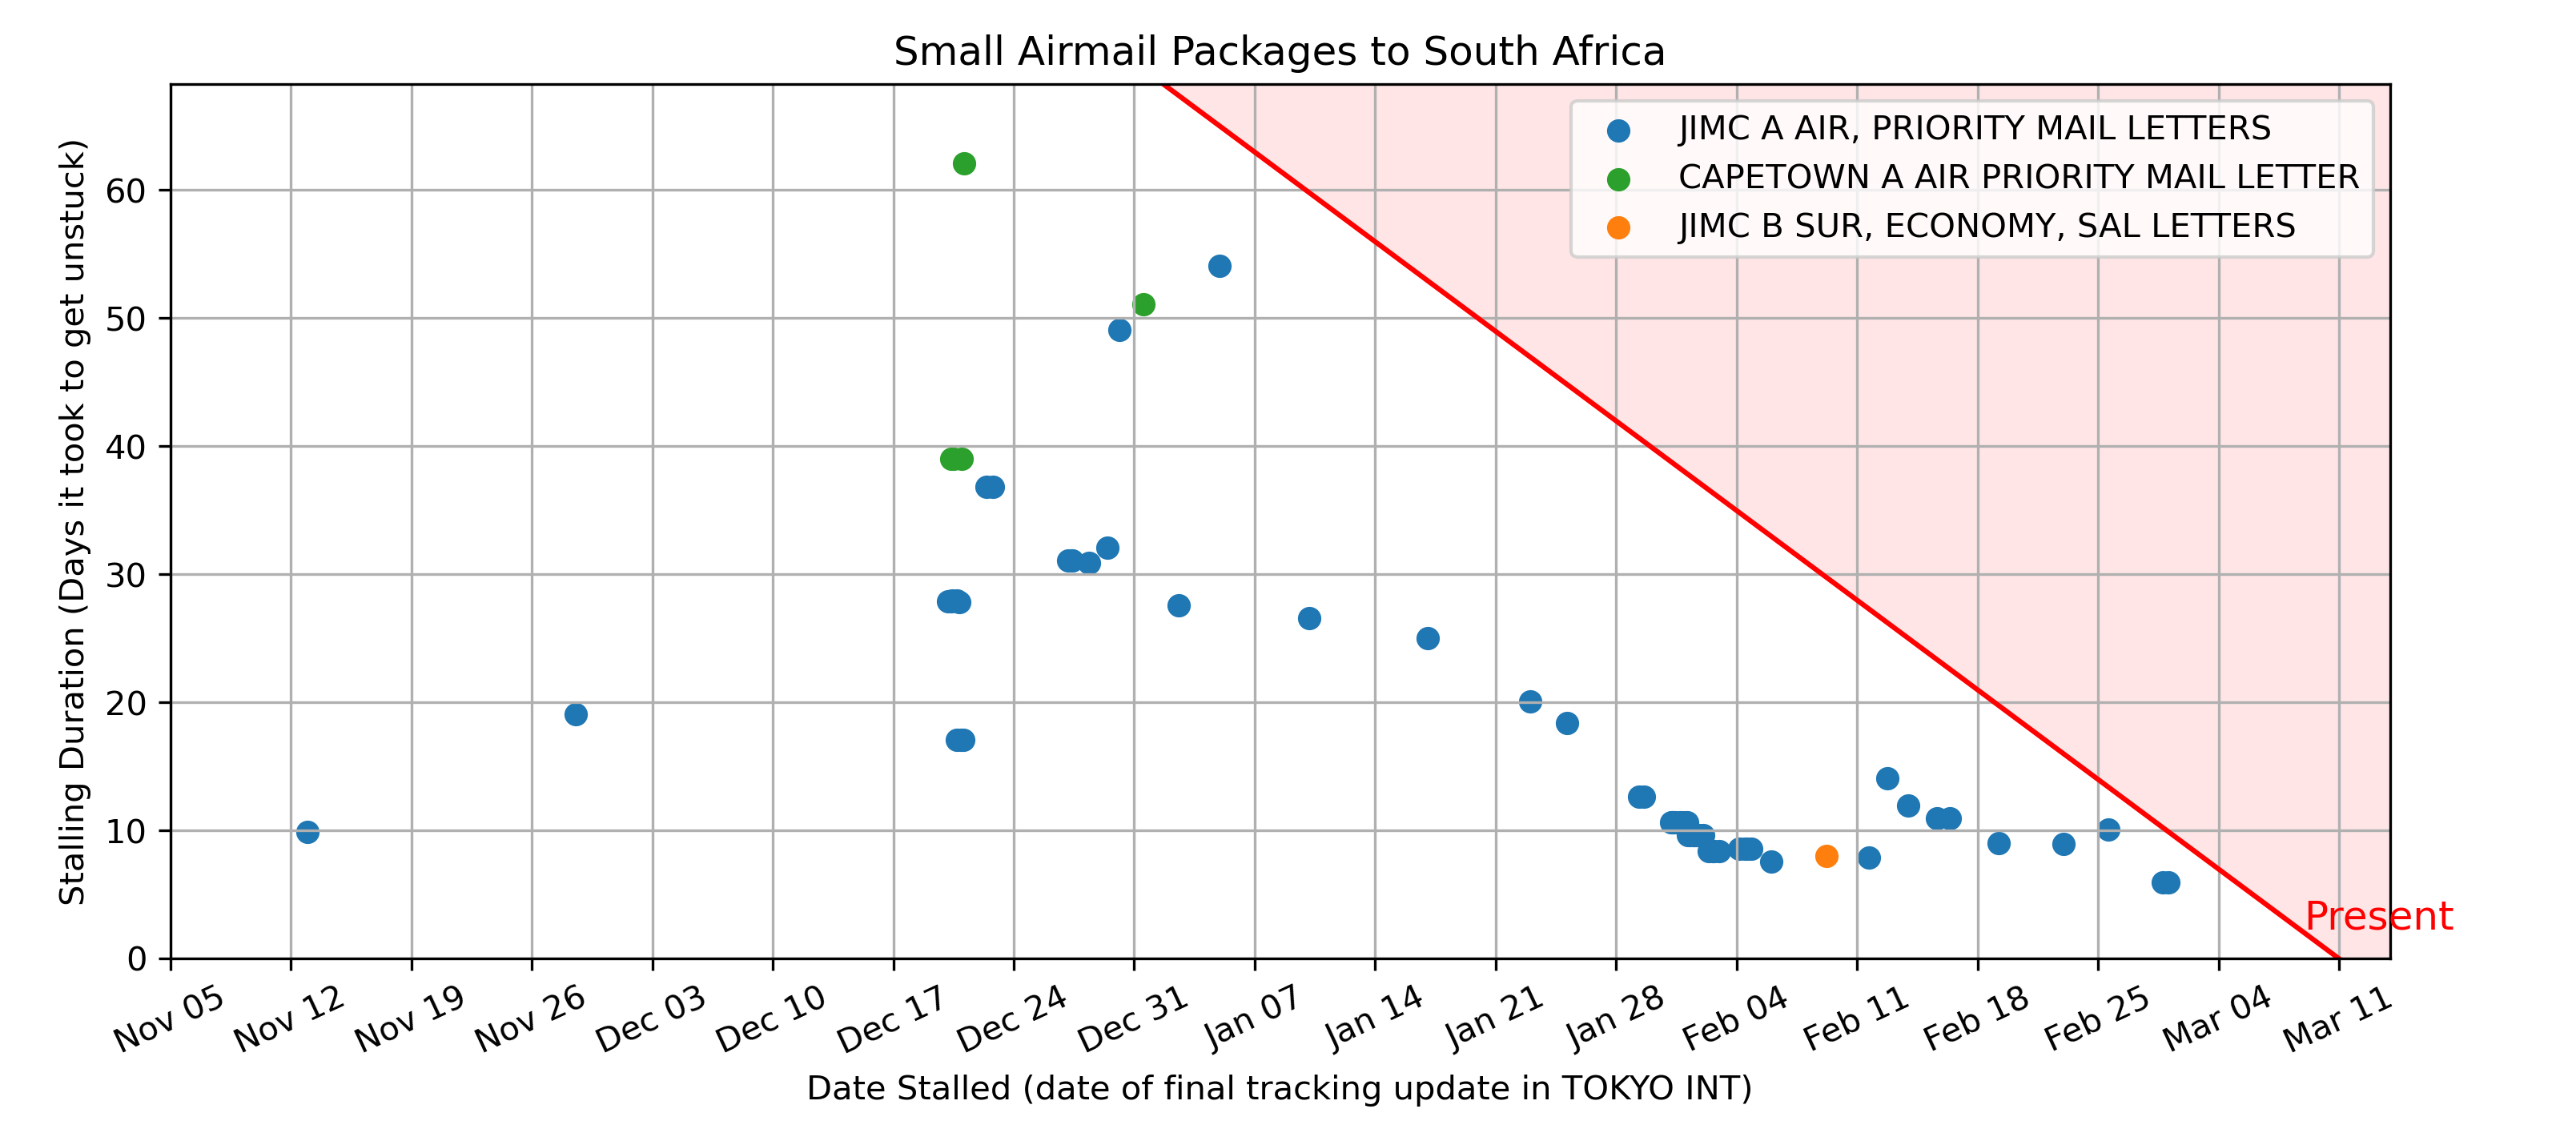 Small Airmail Packages to South Africa
JIMC A AIR, PRIORITY MAIL LETTERS
CAPETOWN A AIR PRIORITY MAIL LETTER
JIMC B SUR, ECONOMY, SAL LETTERS
Stalling Duration (Days it took to get unstuck)
60
50
40
30
20
10
0
Present
Nov 05
Nov 12
Nov 19
Nov 26
Dec 03
Dec 10
Dec 17
Dec 24
Dec 31
Jan 07
Jan 14
Jan 21
Jan 28
Feb 04
Feb 11
Feb 18
Feb 25
Mar 04
Mar 11
Date Stalled (date of final tracking update in TOKYO INT)